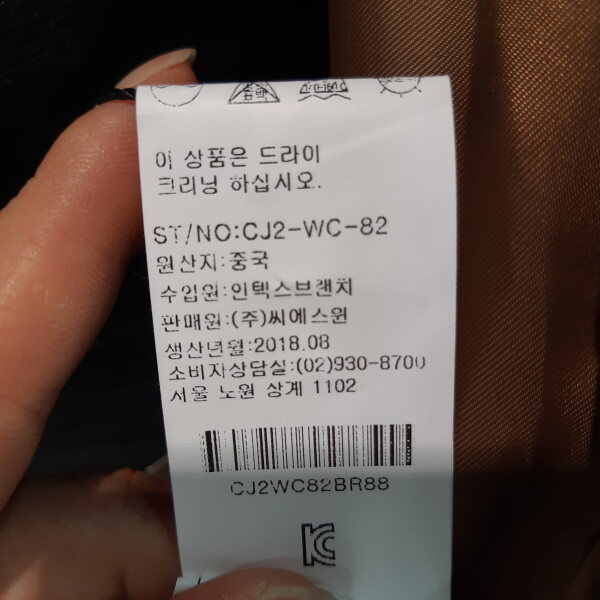 이 상품은 드라이
크리닝 하십시오.
ST/NO:CJ2-WC-82
원산지:중국
수입원:인텍스브랜치
판매원:(주)씨에스윈
생산년월:2018.08
소비자상담실:(02)930-8700
서울 노원 상계 1102
CJ2WC82BR88